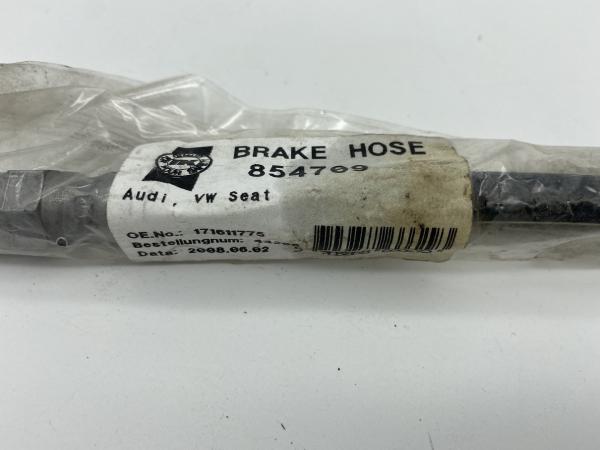 BRAKE HOSE
854709
Audi, VW Seat
OE.No.: 171611775
Bestellungnum:
Data: 2008.06.02